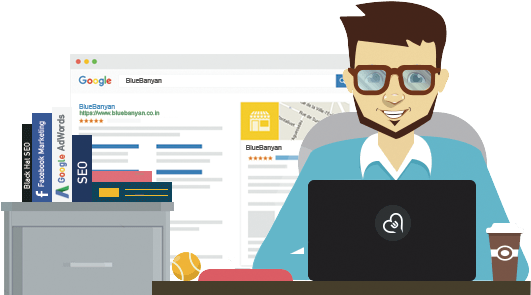 Google
BlueBanyan
BlueBanyan
https://www.bluebanyan.co.in
BlueBanyan
Black Hat SEO
f Facebook Marketing
Google AdWords
SEO